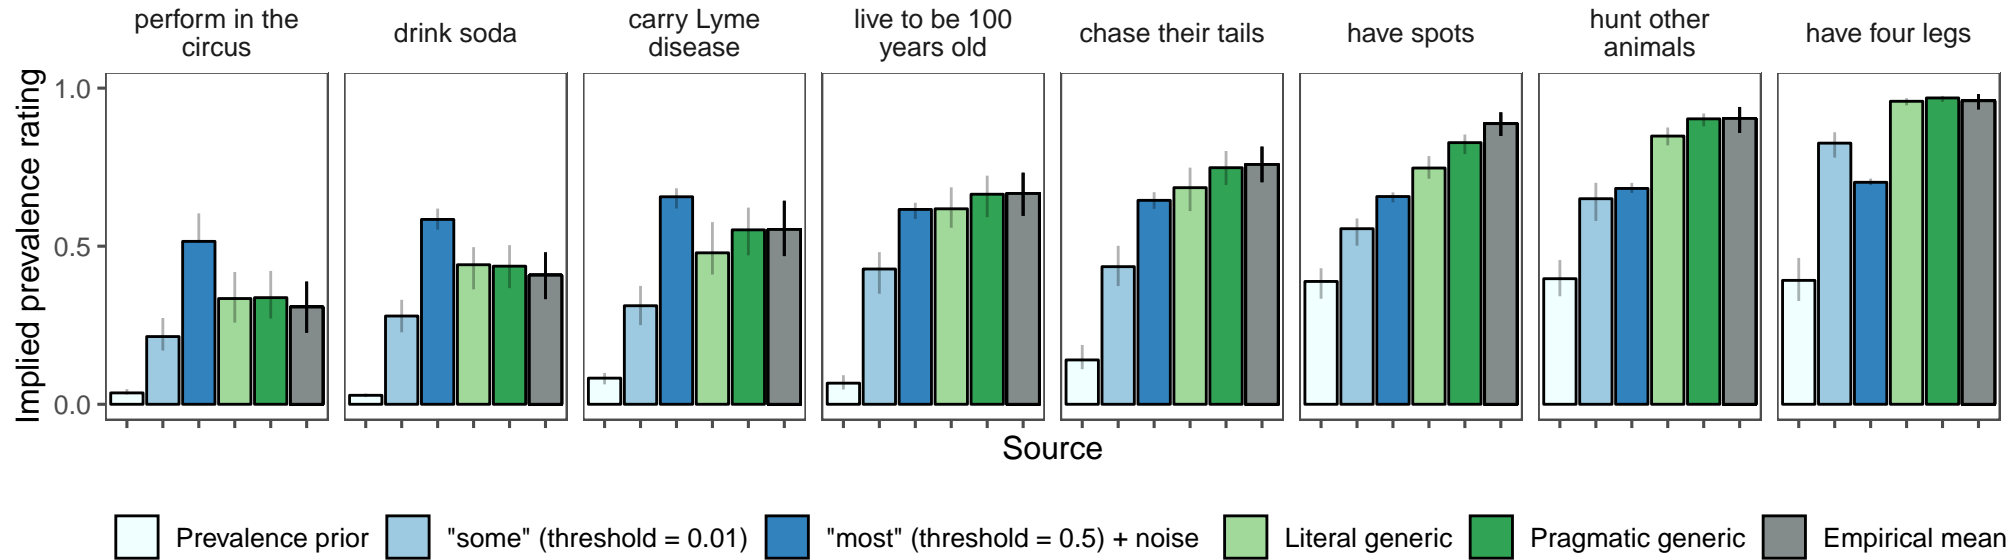 perform in the
circus
drink soda
carry Lyme
disease
live to be 100
years old
chase their tails
have spots
hunt other
animals
have four legs
Implied prevalence rating
1.0
0.5
0.0
Source
Prevalence prior
"some" (threshold = 0.01)
"most" (threshold = 0.5) + noise
Literal generic
Pragmatic generic
Empirical mean